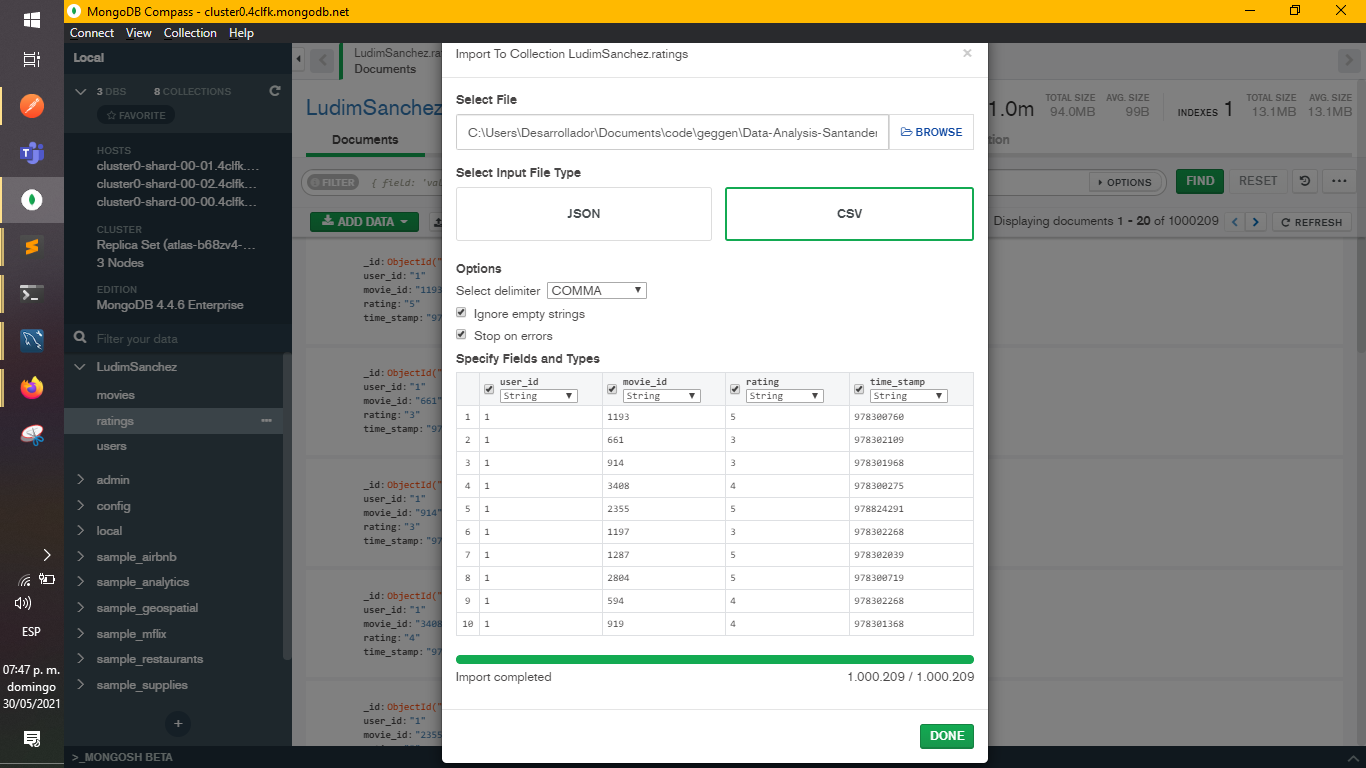 MongoDB Compass - cluster0.4clfk.mongodb.net
Connect View Collection Help
Local
3 DBS 8 COLLECTIONS
FAVORITE
HOSTS
cluster0-shard-00-01.4clfk....
cluster0-shard-00-02.4clfk...
cluster0-shard-00-00.4clfk...
CLUSTER
Replica Set (atlas-b68zv4-...
3 Nodes
EDITION
MongoDB 4.4.6 Enterprise
Filter your data
LudimSanchez
movies
ratings
users
admin
config
local
sample_airbnb
sample_analytics
sample_geospatial
sample_mflix
sample_restaurants
sample_supplies
>_MONGOSH BETA
ESP
07:47 p. m.
domingo
30/05/2021
LudimSanchez.ra
Documents
LudimSanchez
1.0m TOTAL SIZE 94.0MB AVG. SIZE 99B INDEXES 1 TOTAL SIZE 13.1MB AVG. SIZE 13.1MB
Documents
tion
FILTER { field: 'val
OPTIONS FIND RESET
ADD DATA
Displaying documents 1 - 20 of 1000209 REFRESH
_id:ObjectId("
user_id:"1"
movie_id:"1193
rating:"5"
time_stamp:"97
_id:ObjectId("
user_id:"1"
movie_id:"661"
rating:"3"
time_stamp:"97
_id:ObjectId("
user_id:"1"
movie_id:"914"
rating:"3"
time_stamp:"97
_id:ObjectId("
user_id:"1"
movie_id:"3408
rating:"4"
time_stamp:"97
_id:ObjectId("
user_id:"1"
movie_id:"2355
Import To Collection LudimSanchez.ratings
Select File
C:\Users\Desarrollador\Documents\code\geggen\Data-Analysis-Santander
BROWSE
Select Input File Type
JSON CSV
Options
Select delimiter COMMA
Ignore empty strings
Stop on errors
Specify Fields and Types
user_id movie_id rating time_stamp
String String String String
1 1 1193 5 978300760
2 1 661 3 978302109
3 1 914 3 978301968
4 1 3408 4 978300275
5 1 2355 5 978824291
6 1 1197 3 978302268
7 1 1287 5 978302039
8 1 2804 5 978300719
9 1 594 4 978302268
10 1 919 4 978301368
Import completed 1.000.209 / 1.000.209
DONE